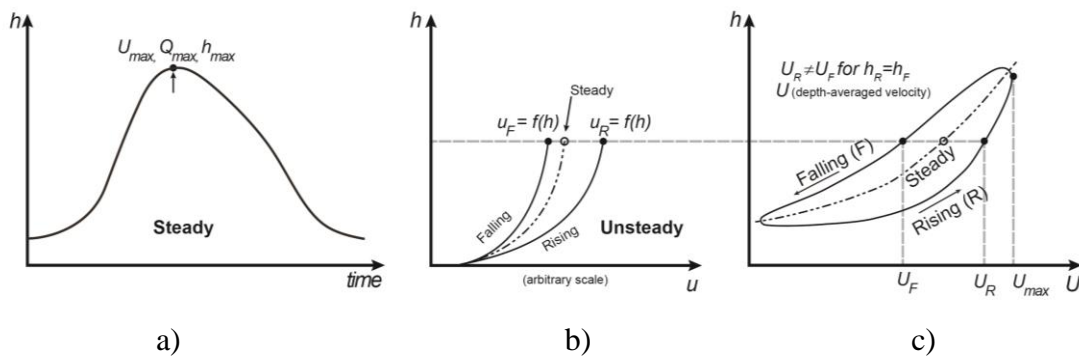 h
U_max, Q_max, h_max
Steady
time
a)
h
Steady
u_F = f(h)
u_R = f(h)
Falling
Rising
Unsteady
(arbitrary scale)
u
b)
h
U_R ≠ U_F for h_R = h_F
U (depth-averaged velocity)
Falling (F)
Steady
Rising (R)
U_F
U_R
U_max
U
c)